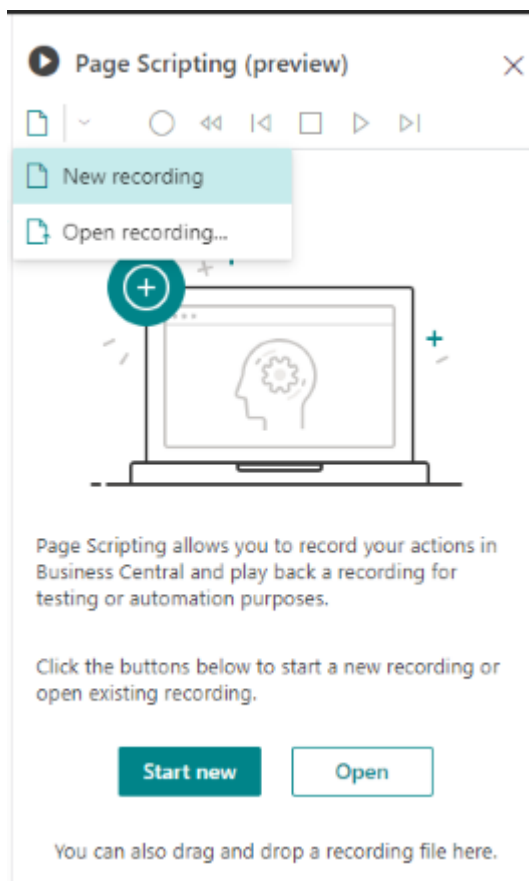 Page Scripting (preview)
New recording
Open recording...
Page Scripting allows you to record your actions in
Business Central and play back a recording for
testing or automation purposes.
Click the buttons below to start a new recording or
open existing recording.
Start new
Open
You can also drag and drop a recording file here.